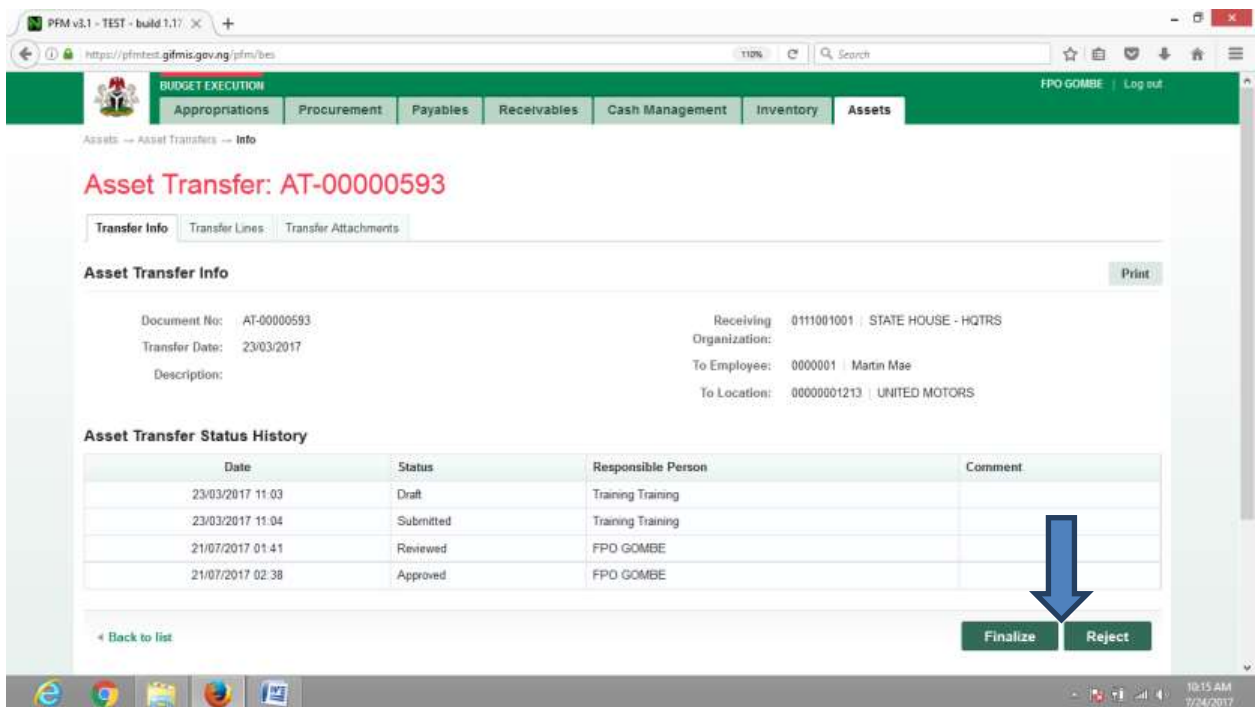 PFM v3.1 - TEST - build 1.17
https://pfmtest.gifmis.gov.ng/pfm/bes 110% Search
BUDGET EXECUTION FPO GOMBE | Log out
Appropriations Procurement Payables Receivables Cash Management Inventory Assets
Assets → Asset Transfers → Info
Asset Transfer: AT-00000593
Transfer Info Transfer Lines Transfer Attachments
Asset Transfer Info Print
Document No: AT-00000593 Receiving Organization: 0111001001 | STATE HOUSE - HQTRS
Transfer Date: 23/03/2017
Description: To Employee: 0000001 | Martin Mae
To Location: 00000001213 | UNITED MOTORS
Asset Transfer Status History
Date Status Responsible Person Comment
23/03/2017 11:03 Draft Training Training
23/03/2017 11:04 Submitted Training Training
21/07/2017 01:41 Reviewed FPO GOMBE
21/07/2017 02:38 Approved FPO GOMBE
Back to list Finalize Reject
10:15 AM
7/24/2017